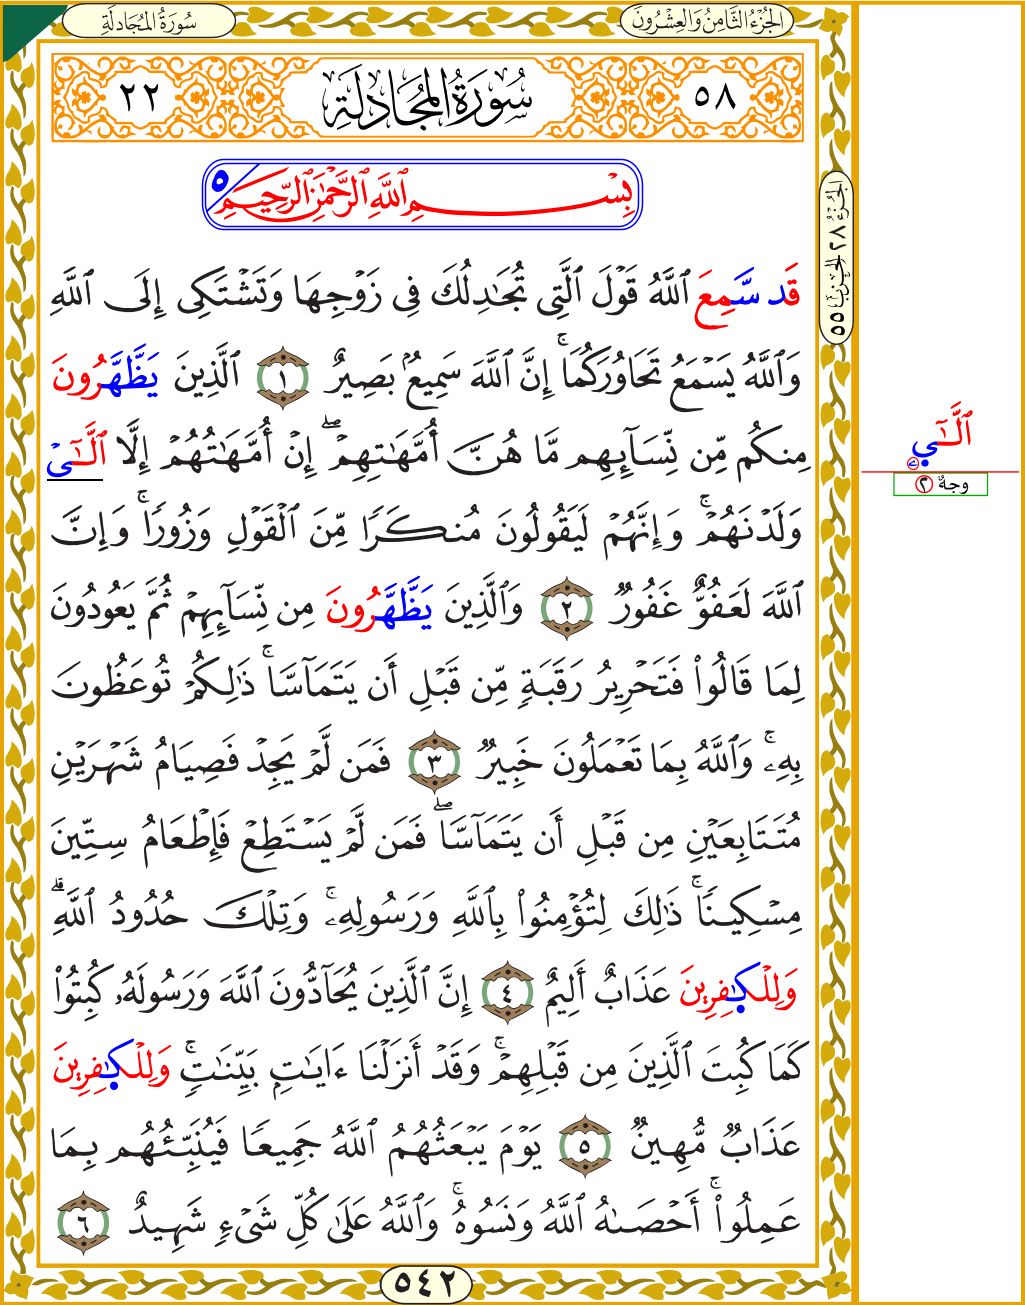 سُورَةُ المُجَادلَةِ
الجُزْءُ الثَّامِنُ وَالعِشْرُونَ
٢٢ سُورَةُ المُجَادلَةِ ٥٨
بِسْمِ ٱللَّهِ ٱلرَّحْمَٰنِ ٱلرَّحِيمِ ٥
قَد سَّمِعَ ٱللَّهُ قَوْلَ ٱلَّتِى تُجَٰدِلُكَ فِى زَوْجِهَا وَتَشْتَكِى إِلَى ٱللَّهِ
وَٱللَّهُ يَسْمَعُ تَحَاوُرَكُمَا ۚ إِنَّ ٱللَّهَ سَمِيعٌۢ بَصِيرٌ ١ ٱلَّذِينَ يَظَّهَّرُونَ
مِنكُم مِّن نِّسَآئِهِم مَّا هُنَّ أُمَّهَٰتِهِمْ ۖ إِنْ أُمَّهَٰتُهُمْ إِلَّا ٱلَّـٰٓىْ
وَلَدْنَهُمْ ۚ وَإِنَّهُمْ لَيَقُولُونَ مُنكَرًا مِّنَ ٱلْقَوْلِ وَزُورًا ۚ وَإِنَّ
ٱللَّهَ لَعَفُوٌّ غَفُورٌ ٢ وَٱلَّذِينَ يَظَّهَّرُونَ مِن نِّسَآئِهِمْ ثُمَّ يَعُودُونَ
لِمَا قَالُوا۟ فَتَحْرِيرُ رَقَبَةٍ مِّن قَبْلِ أَن يَتَمَآسَّا ۚ ذَٰلِكُمْ تُوعَظُونَ
بِهِۦ ۚ وَٱللَّهُ بِمَا تَعْمَلُونَ خَبِيرٌ ٣ فَمَن لَّمْ يَجِدْ فَصِيَامُ شَهْرَيْنِ
مُتَتَابِعَيْنِ مِن قَبْلِ أَن يَتَمَآسَّا ۖ فَمَن لَّمْ يَسْتَطِعْ فَإِطْعَامُ سِتِّينَ
مِسْكِينًا ۚ ذَٰلِكَ لِتُؤْمِنُوا۟ بِٱللَّهِ وَرَسُولِهِۦ ۚ وَتِلْكَ حُدُودُ ٱللَّهِ ۗ
وَلِلْكَٰفِرِينَ عَذَابٌ أَلِيمٌ ٤ إِنَّ ٱلَّذِينَ يُحَآدُّونَ ٱللَّهَ وَرَسُولَهُۥ كُبِتُوا۟
كَمَا كُبِتَ ٱلَّذِينَ مِن قَبْلِهِمْ ۚ وَقَدْ أَنزَلْنَا ءَايَٰتٍۭ بَيِّنَٰتٍ ۚ وَلِلْكَٰفِرِينَ
عَذَابٌ مُّهِينٌ ٥ يَوْمَ يَبْعَثُهُمُ ٱللَّهُ جَمِيعًا فَيُنَبِّئُهُم بِمَا
عَمِلُوٓا۟ ۚ أَحْصَىٰهُ ٱللَّهُ وَنَسُوهُ ۚ وَٱللَّهُ عَلَىٰ كُلِّ شَىْءٍ شَهِيدٌ ٦
٥٤٢
الجُزْءُ ٢٨ الحِزْبُ ٥٥
ٱلَّـٰٓـِٔي
وجهٌ ٢